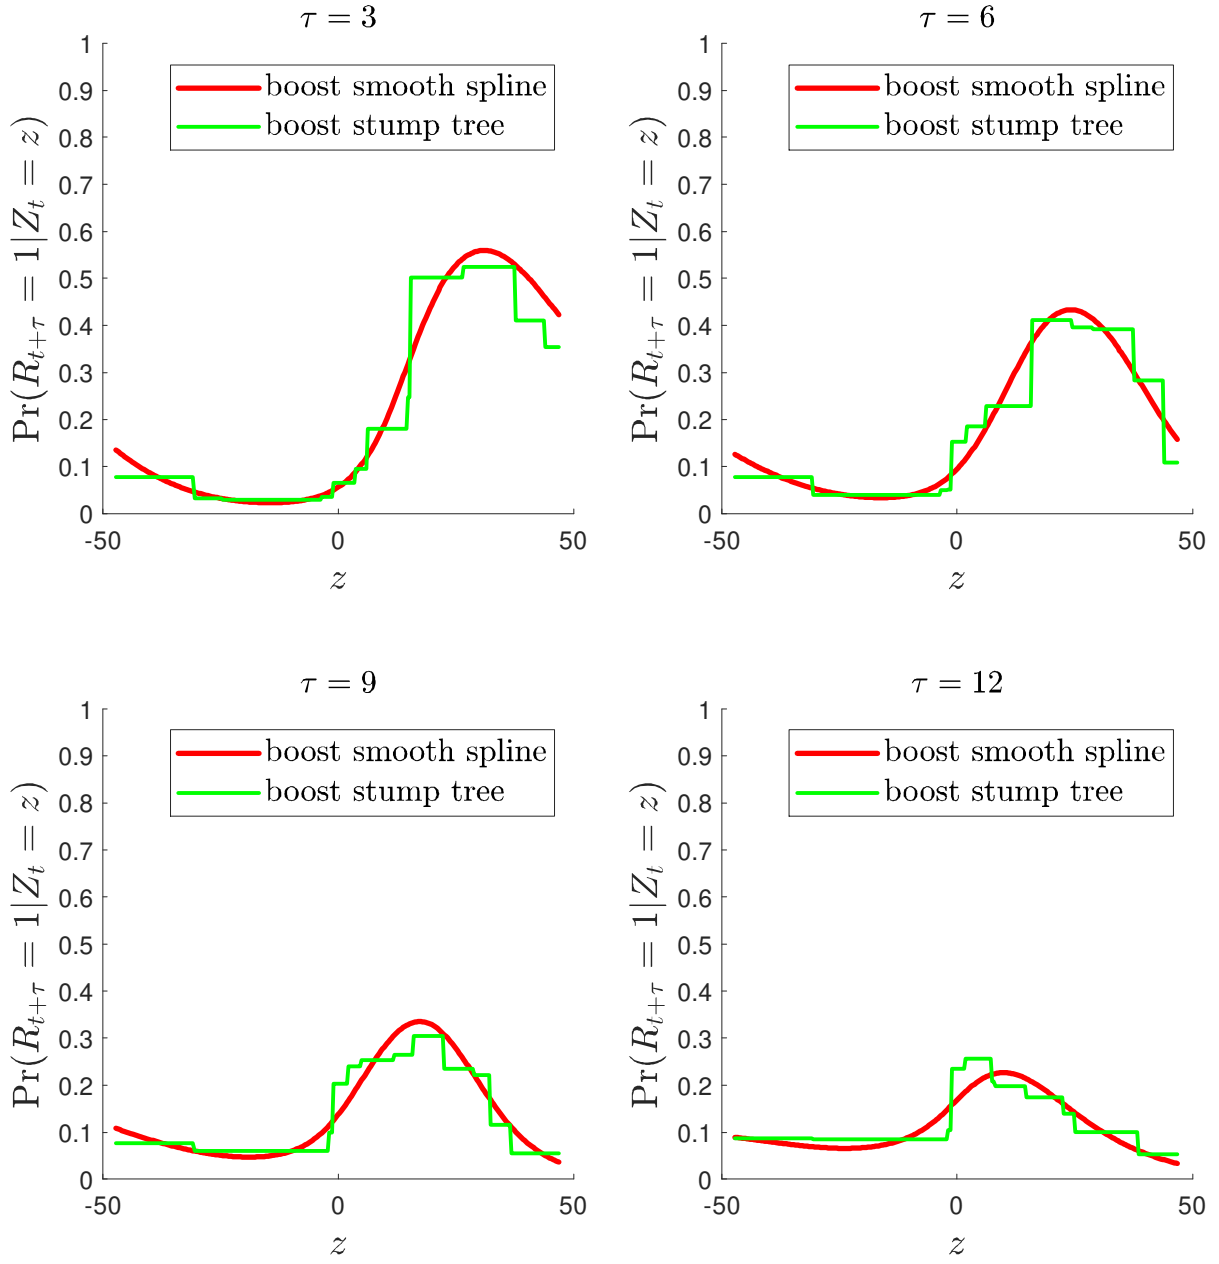 τ = 3
1
0.9
0.8
0.7
0.6
0.5
0.4
0.3
0.2
0.1
0
-50
0
50
z
Pr(R_{t+τ} = 1|Z_t = z)
boost smooth spline
boost stump tree
τ = 6
1
0.9
0.8
0.7
0.6
0.5
0.4
0.3
0.2
0.1
0
-50
0
50
z
Pr(R_{t+τ} = 1|Z_t = z)
boost smooth spline
boost stump tree
τ = 9
1
0.9
0.8
0.7
0.6
0.5
0.4
0.3
0.2
0.1
0
-50
0
50
z
Pr(R_{t+τ} = 1|Z_t = z)
boost smooth spline
boost stump tree
τ = 12
1
0.9
0.8
0.7
0.6
0.5
0.4
0.3
0.2
0.1
0
-50
0
50
z
Pr(R_{t+τ} = 1|Z_t = z)
boost smooth spline
boost stump tree